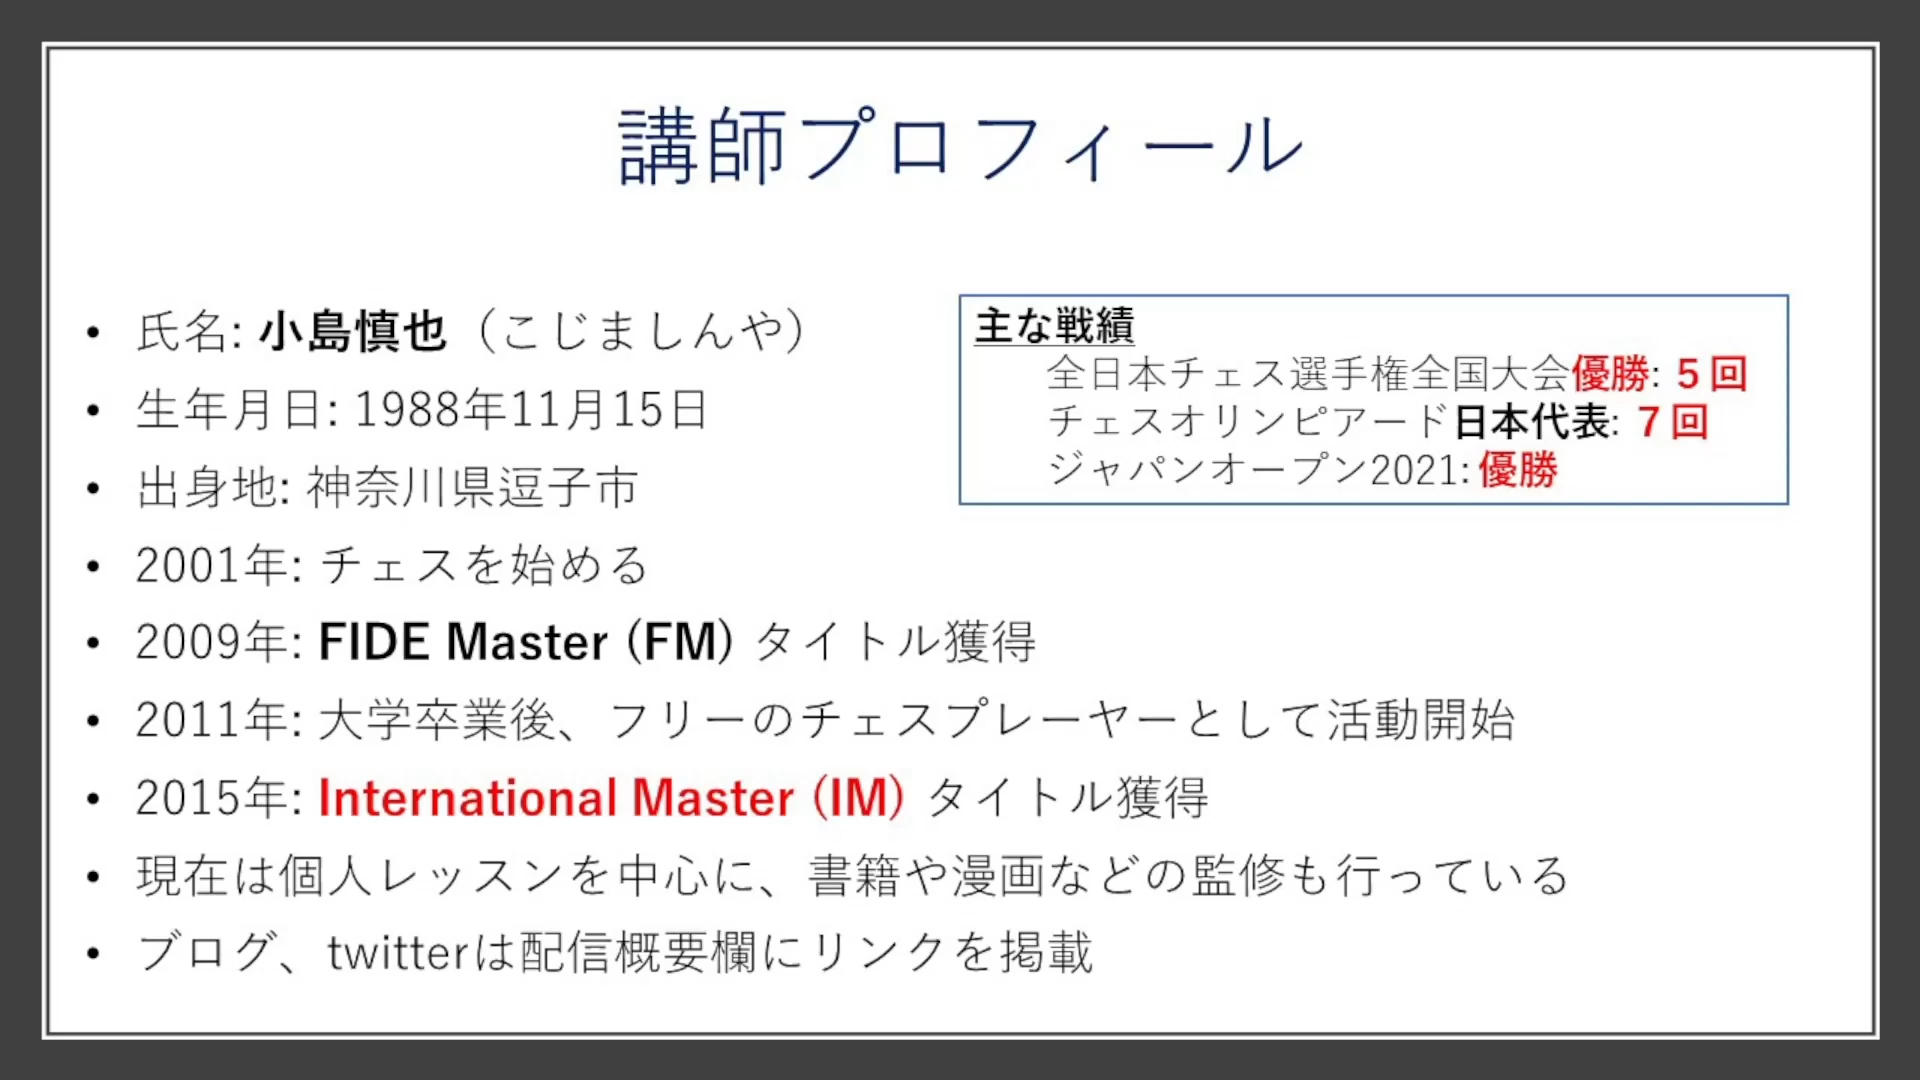 講師プロフィール
• 氏名: 小島慎也（こじましんや）
• 生年月日: 1988年11月15日
• 出身地: 神奈川県逗子市
• 2001年: チェスを始める
• 2009年: FIDE Master (FM) タイトル獲得
• 2011年: 大学卒業後、フリーのチェスプレーヤーとして活動開始
• 2015年: International Master (IM) タイトル獲得
• 現在は個人レッスンを中心に、書籍や漫画などの監修も行っている
• ブログ、twitterは配信概要欄にリンクを掲載
主な戦績
全日本チェス選手権全国大会優勝: 5 回
チェスオリンピアード日本代表: 7 回
ジャパンオープン2021: 優勝